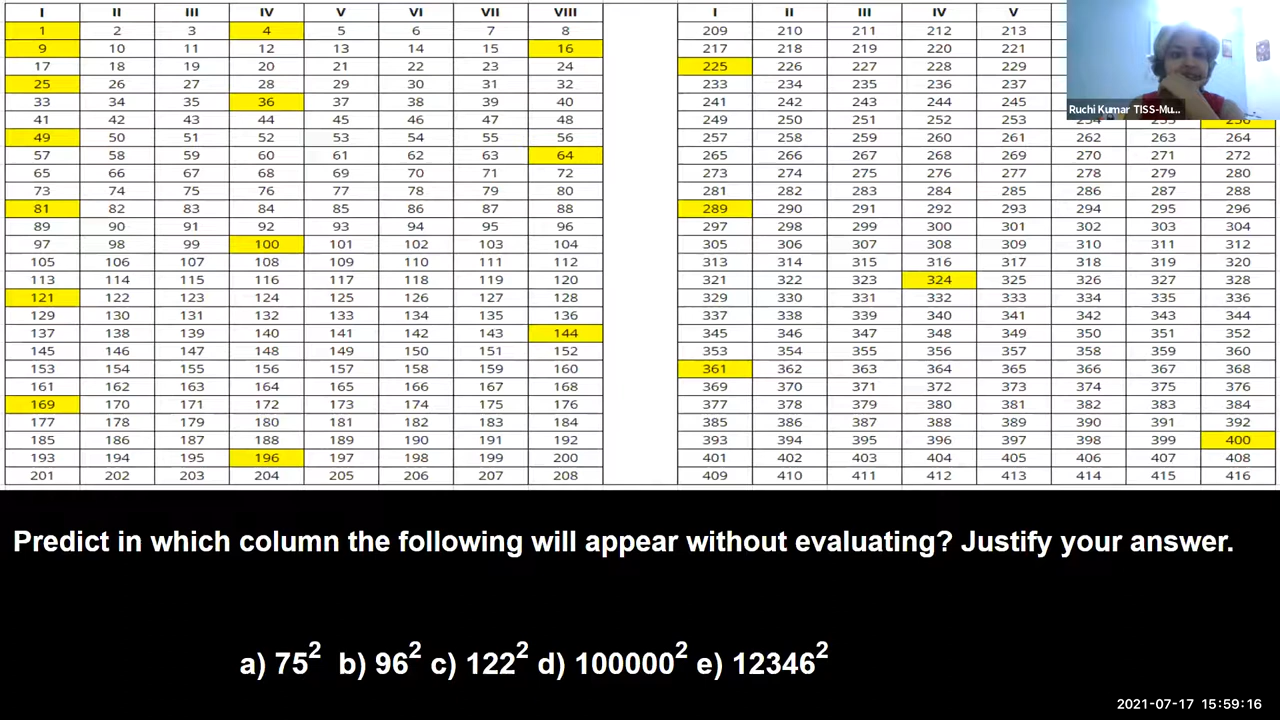 I II III IV V VI VII VIII I II III IV V
1 2 3 4 5 6 7 8 209 210 211 212 213
9 10 11 12 13 14 15 16 217 218 219 220 221
17 18 19 20 21 22 23 24 225 226 227 228 229
25 26 27 28 29 30 31 32 233 234 235 236 237
33 34 35 36 37 38 39 40 241 242 243 244 245
Ruchi Kumar TISS-Mu...
41 42 43 44 45 46 47 48 249 250 251 252 253 254 255 256
49 50 51 52 53 54 55 56 257 258 259 260 261 262 263 264
57 58 59 60 61 62 63 64 265 266 267 268 269 270 271 272
65 66 67 68 69 70 71 72 273 274 275 276 277 278 279 280
73 74 75 76 77 78 79 80 281 282 283 284 285 286 287 288
81 82 83 84 85 86 87 88 289 290 291 292 293 294 295 296
89 90 91 92 93 94 95 96 297 298 299 300 301 302 303 304
97 98 99 100 101 102 103 104 305 306 307 308 309 310 311 312
105 106 107 108 109 110 111 112 313 314 315 316 317 318 319 320
113 114 115 116 117 118 119 120 321 322 323 324 325 326 327 328
121 122 123 124 125 126 127 128 329 330 331 332 333 334 335 336
129 130 131 132 133 134 135 136 337 338 339 340 341 342 343 344
137 138 139 140 141 142 143 144 345 346 347 348 349 350 351 352
145 146 147 148 149 150 151 152 353 354 355 356 357 358 359 360
153 154 155 156 157 158 159 160 361 362 363 364 365 366 367 368
161 162 163 164 165 166 167 168 369 370 371 372 373 374 375 376
169 170 171 172 173 174 175 176 377 378 379 380 381 382 383 384
177 178 179 180 181 182 183 184 385 386 387 388 389 390 391 392
185 186 187 188 189 190 191 192 393 394 395 396 397 398 399 400
193 194 195 196 197 198 199 200 401 402 403 404 405 406 407 408
201 202 203 204 205 206 207 208 409 410 411 412 413 414 415 416
Predict in which column the following will appear without evaluating? Justify your answer.
a) 75² b) 96² c) 122² d) 100000² e) 12346²
2021-07-17 15:59:16